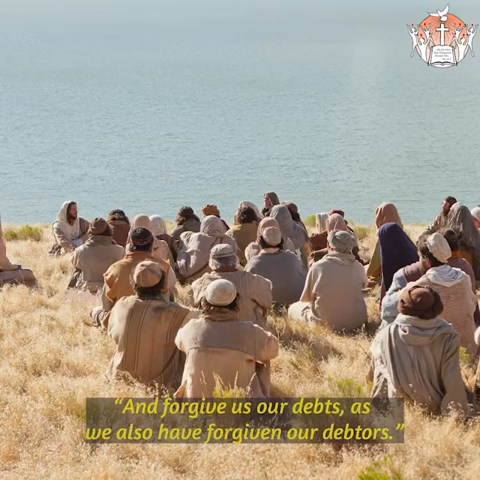 “And forgive us our debts, as
we also have forgiven our debtors.”